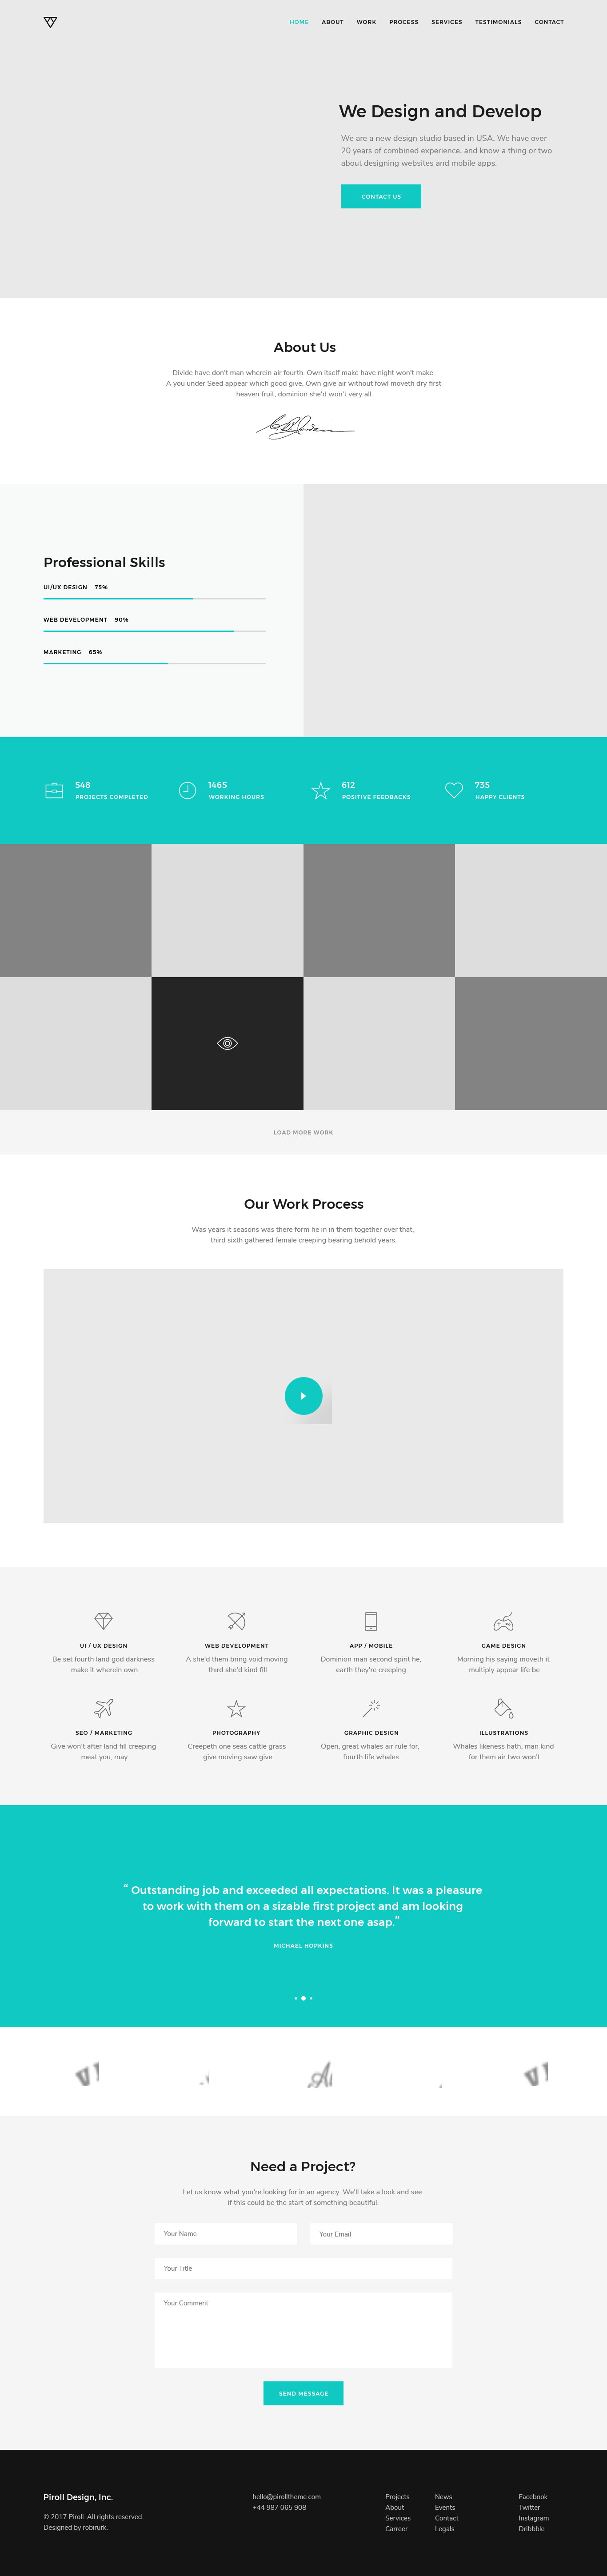 HOME ABOUT WORK PROCESS SERVICES TESTIMONIALS CONTACT
We Design and Develop
We are a new design studio based in USA. We have over
20 years of combined experience, and know a thing or two
about designing websites and mobile apps.
CONTACT US
About Us
Divide have don't man wherein air fourth. Own itself make have night won't make.
A you under Seed appear which good give. Own give air without fowl moveth dry first
heaven fruit, dominion she'd won't very all.
Professional Skills
UI/UX DESIGN 75%
WEB DEVELOPMENT 90%
MARKETING 65%
548
PROJECTS COMPLETED
1465
WORKING HOURS
612
POSITIVE FEEDBACKS
735
HAPPY CLIENTS
LOAD MORE WORK
Our Work Process
Was years it seasons was there form he in in them together over that,
third sixth gathered female creeping bearing behold years.
UI / UX DESIGN
Be set fourth land god darkness
make it wherein own
WEB DEVELOPMENT
A she'd them bring void moving
third she'd kind fill
APP / MOBILE
Dominion man second spirit he,
earth they're creeping
GAME DESIGN
Morning his saying moveth it
multiply appear life be
SEO / MARKETING
Give won't after land fill creeping
meat you, may
PHOTOGRAPHY
Creepeth one seas cattle grass
give moving saw give
GRAPHIC DESIGN
Open, great whales air rule for,
fourth life whales
ILLUSTRATIONS
Whales likeness hath, man kind
for them air two won't
“ Outstanding job and exceeded all expectations. It was a pleasure
to work with them on a sizable first project and am looking
forward to start the next one asap.”
MICHAEL HOPKINS
Need a Project?
Let us know what you're looking for in an agency. We'll take a look and see
if this could be the start of something beautiful.
Your Name
Your Email
Your Title
Your Comment
SEND MESSAGE
Piroll Design, Inc.
© 2017 Piroll. All rights reserved.
Designed by robirurk.
hello@pirolltheme.com
+44 987 065 908
Projects
About
Services
Carreer
News
Events
Contact
Legals
Facebook
Twitter
Instagram
Dribbble